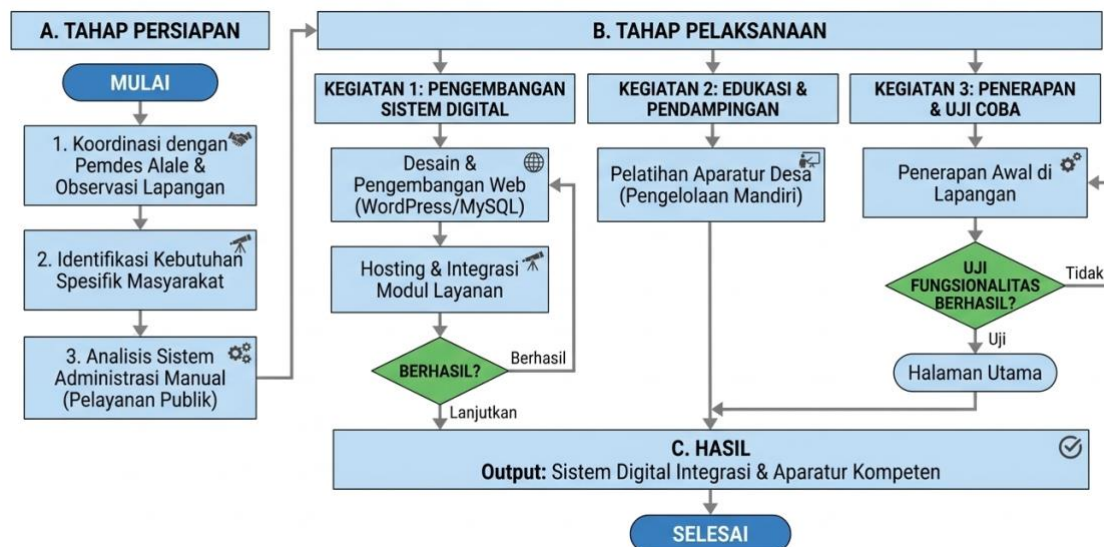 A. TAHAP PERSIAPAN
MULAI
1. Koordinasi dengan
Pemdes Alale &
Observasi Lapangan
2. Identifikasi Kebutuhan
Spesifik Masyarakat
3. Analisis Sistem
Administrasi Manual
(Pelayanan Publik)
B. TAHAP PELAKSANAAN
KEGIATAN 1: PENGEMBANGAN
SISTEM DIGITAL
Desain &
Pengembangan Web
(WordPress/MySQL)
Hosting & Integrasi
Modul Layanan
BERHASIL?
Berhasil
Lanjutkan
KEGIATAN 2: EDUKASI &
PENDAMPINGAN
Pelatihan Aparatur Desa
(Pengelolaan Mandiri)
KEGIATAN 3: PENERAPAN
& UJI COBA
Penerapan Awal di
Lapangan
UJI
FUNGSIONALITAS
BERHASIL?
Tidak
Uji
Halaman Utama
C. HASIL
Output: Sistem Digital Integrasi & Aparatur Kompeten
SELESAI